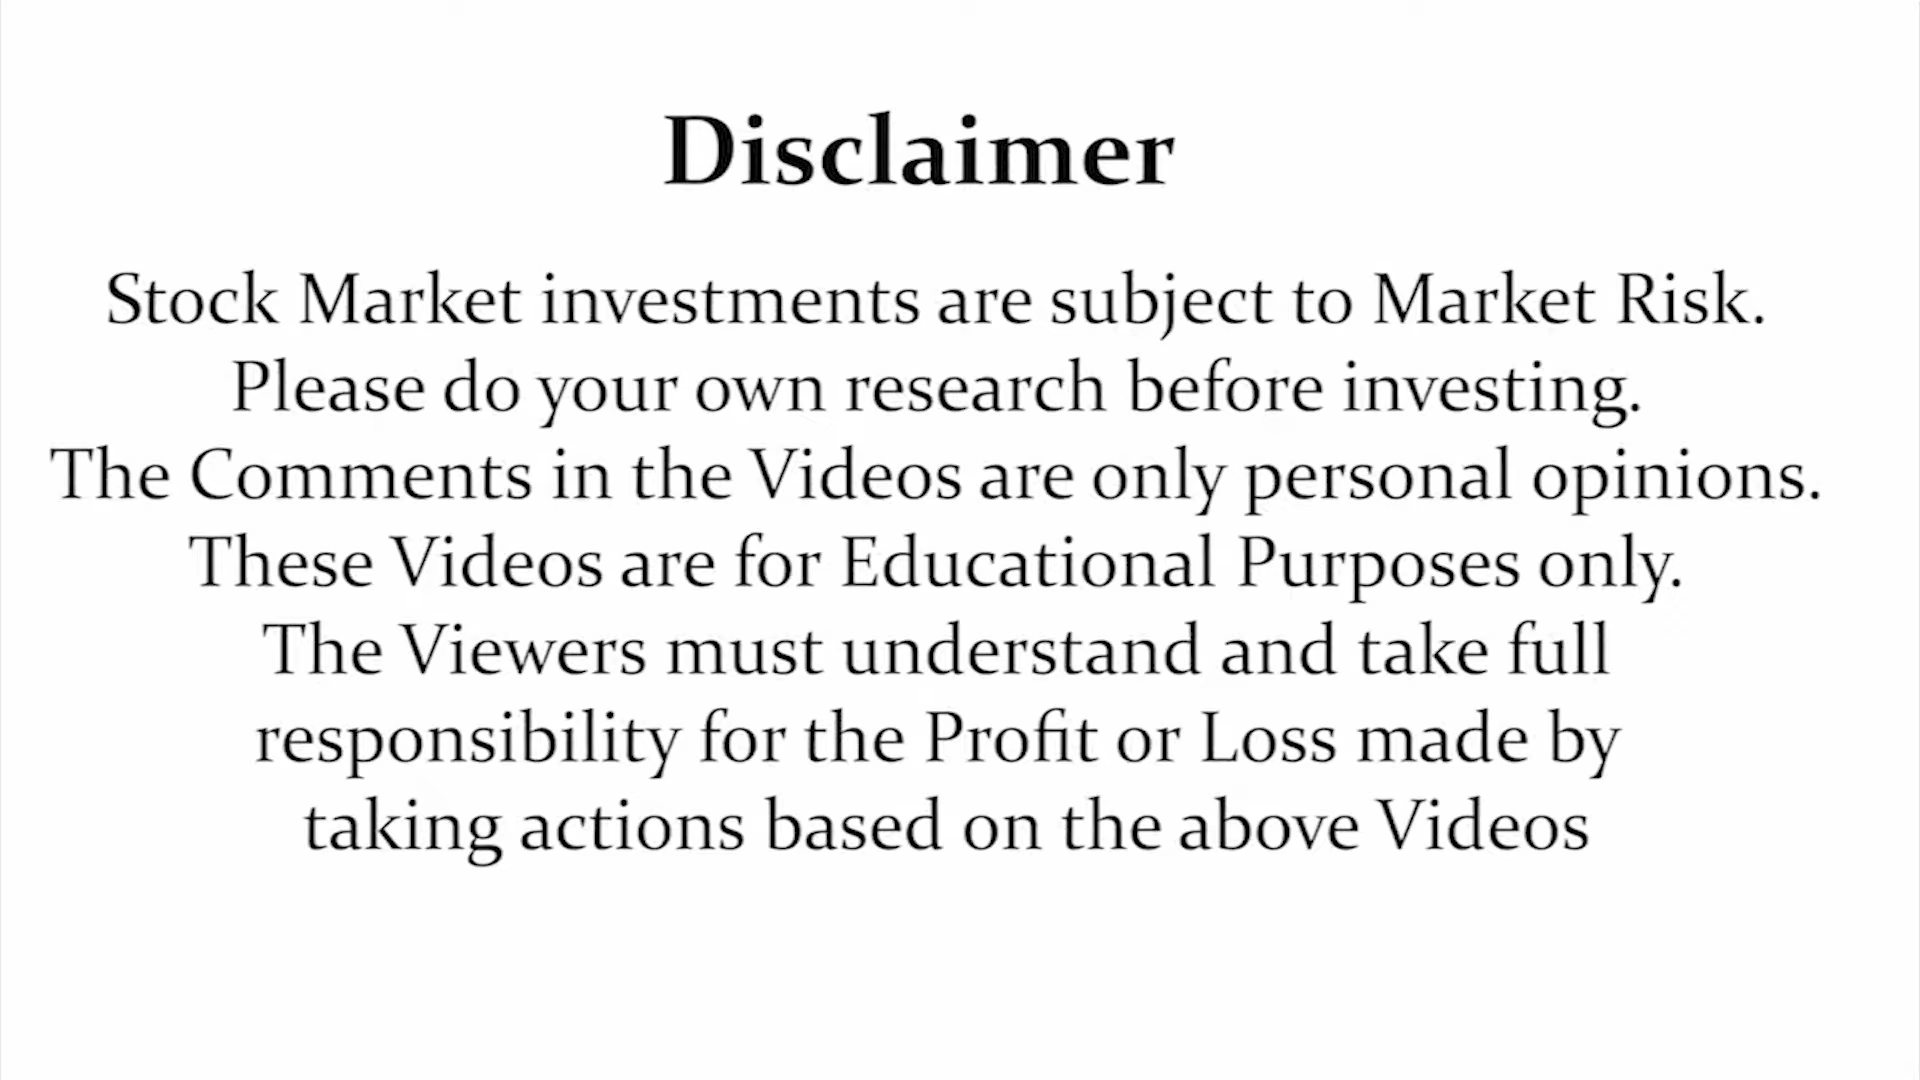 Disclaimer
Stock Market investments are subject to Market Risk.
Please do your own research before investing.
The Comments in the Videos are only personal opinions.
These Videos are for Educational Purposes only.
The Viewers must understand and take full
responsibility for the Profit or Loss made by
taking actions based on the above Videos